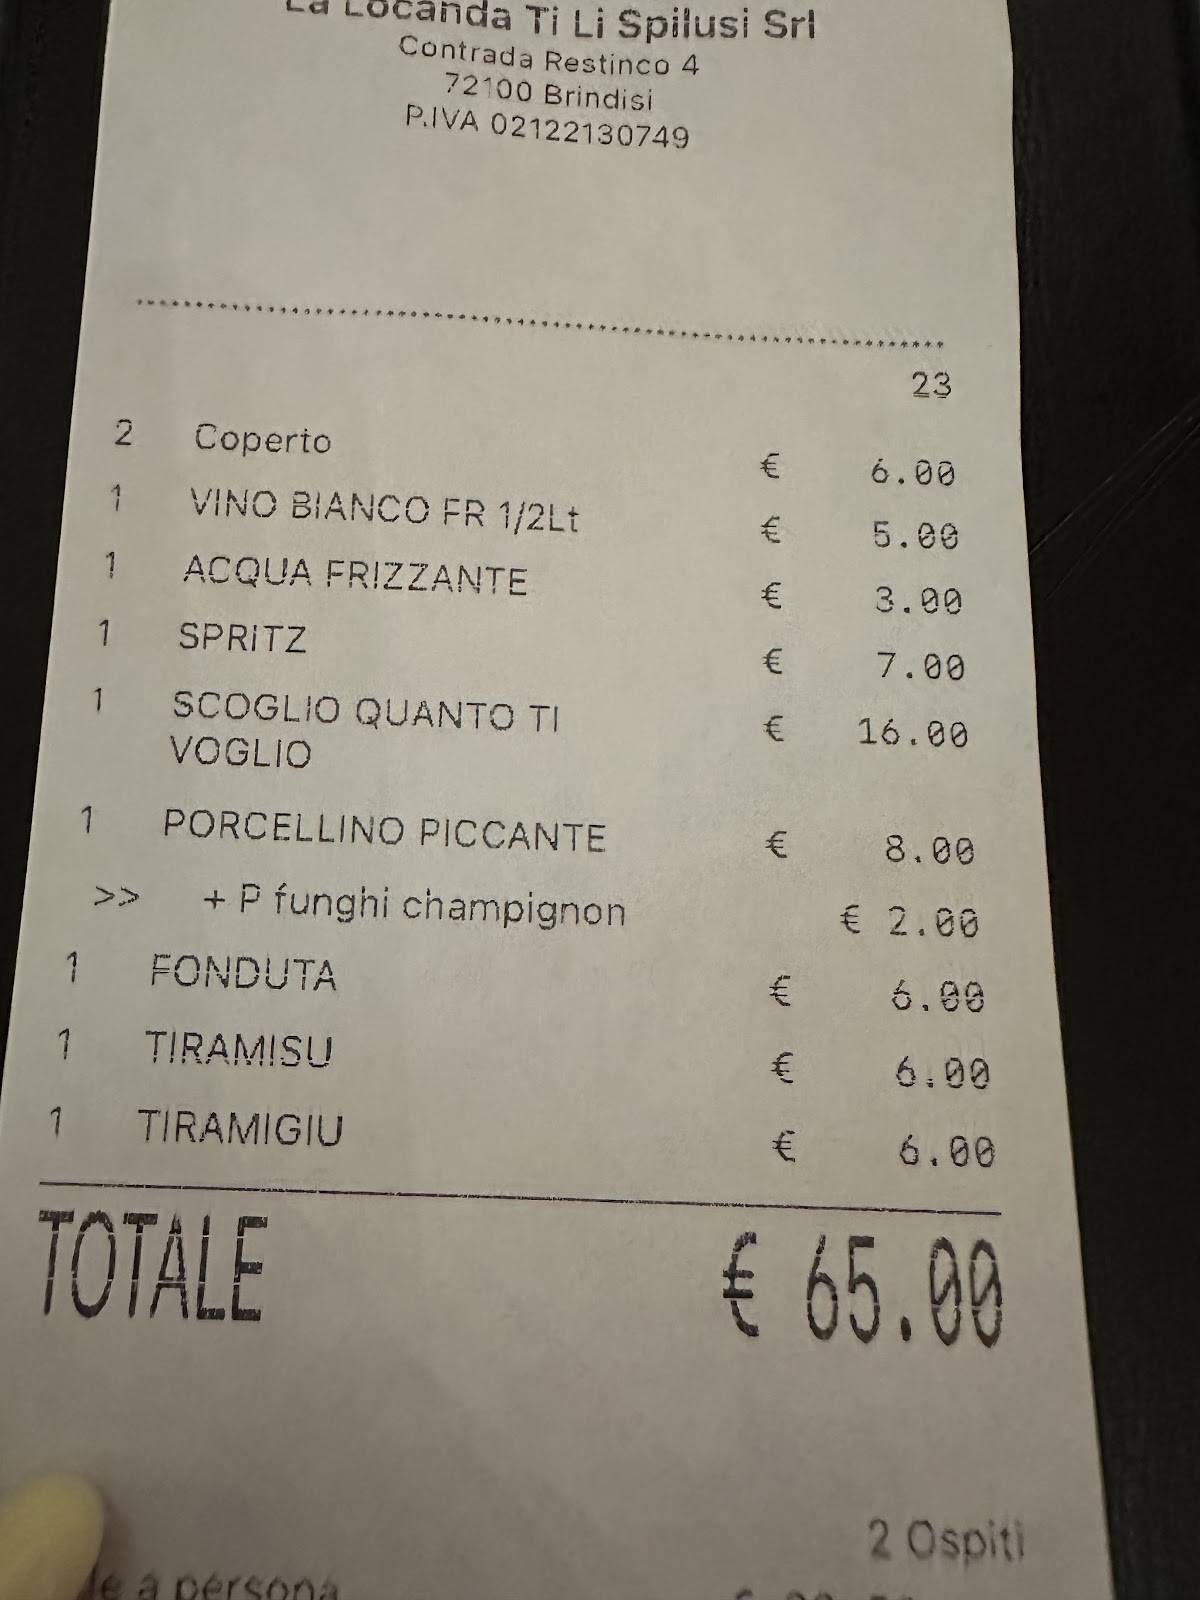 La Locanda Ti Li Spilusi Srl
Contrada Restinco 4
72100 Brindisi
P.IVA 02122130749
23
2 Coperto € 6.00
1 VINO BIANCO FR 1/2Lt € 5.00
1 ACQUA FRIZZANTE € 3.00
1 SPRITZ € 7.00
1 SCOGLIO QUANTO TI € 16.00
VOGLIO
1 PORCELLINO PICCANTE € 8.00
>> + P funghi champignon € 2.00
1 FONDUTA € 6.00
1 TIRAMISU € 6.00
1 TIRAMIGIU € 6.00
TOTALE € 65.00
2 Ospiti
a persona €